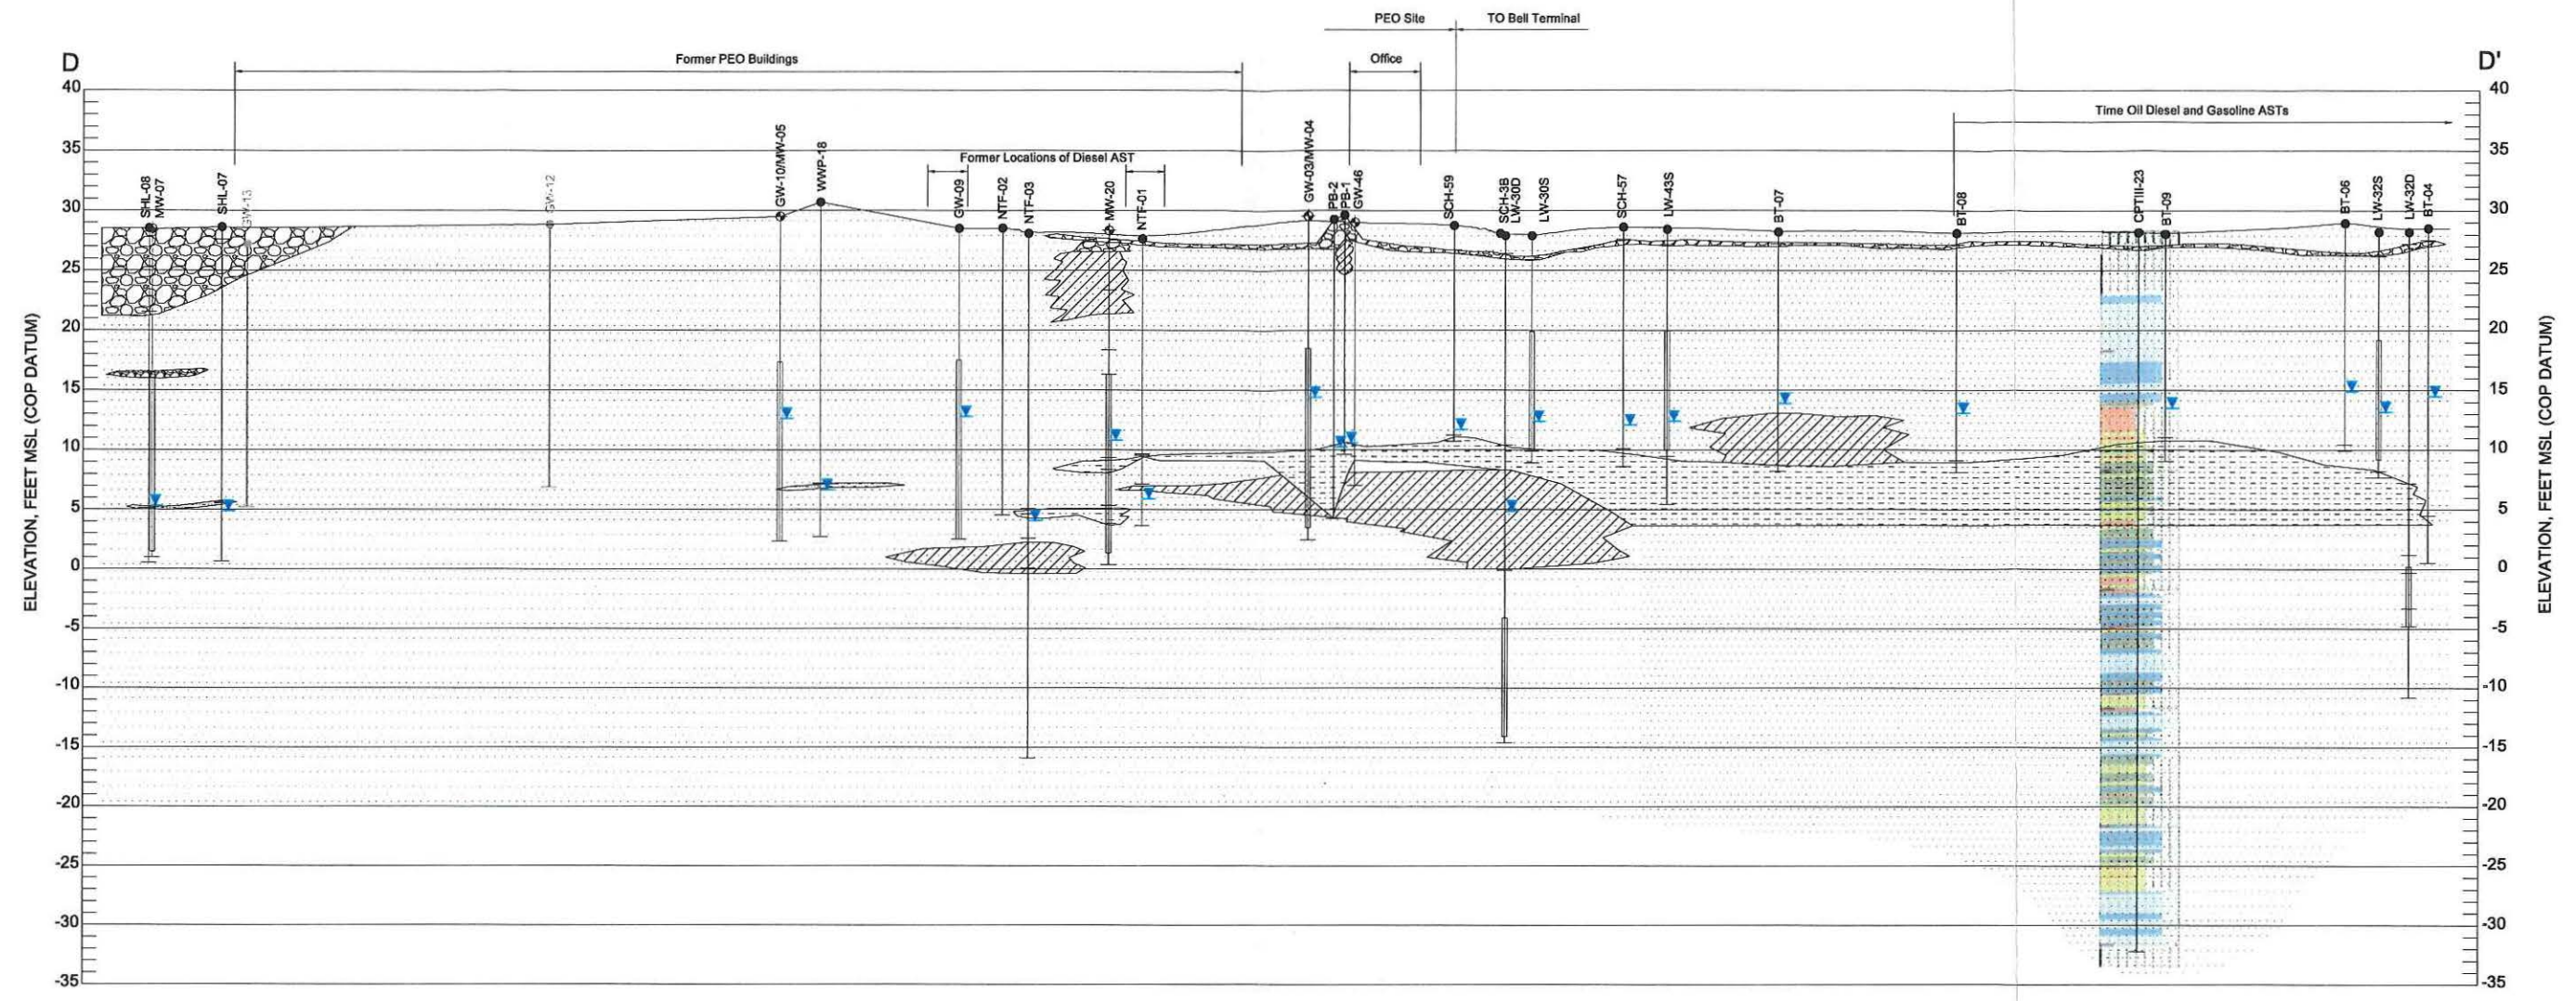 PEO Site
TO Bell Terminal
Former PEO Buildings
Office
D
D'
40
40
Time Oil Diesel and Gasoline ASTs
35
35
Former Locations of Diesel AST
SHL-08
MW-07
SHL-07
GW-13
GW-12
GW-10/MW-05
WWP-18
GW-09
NTF-02
NTF-03
MW-20
NTF-01
GW-03/MW-04
PB-2
PB-1
GW-46
SCH-59
SCH-3B
LW-30D
LW-30S
SCH-57
LW-43S
BT-07
BT-08
CPTIII-23
BT-09
BT-06
LW-32S
LW-32D
BT-04
30
30
25
25
20
20
15
15
10
10
5
5
0
0
-5
-5
-10
-10
-15
-15
-20
-20
-25
-25
-30
-30
-35
-35
ELEVATION, FEET MSL (COP DATUM)
ELEVATION, FEET MSL (COP DATUM)